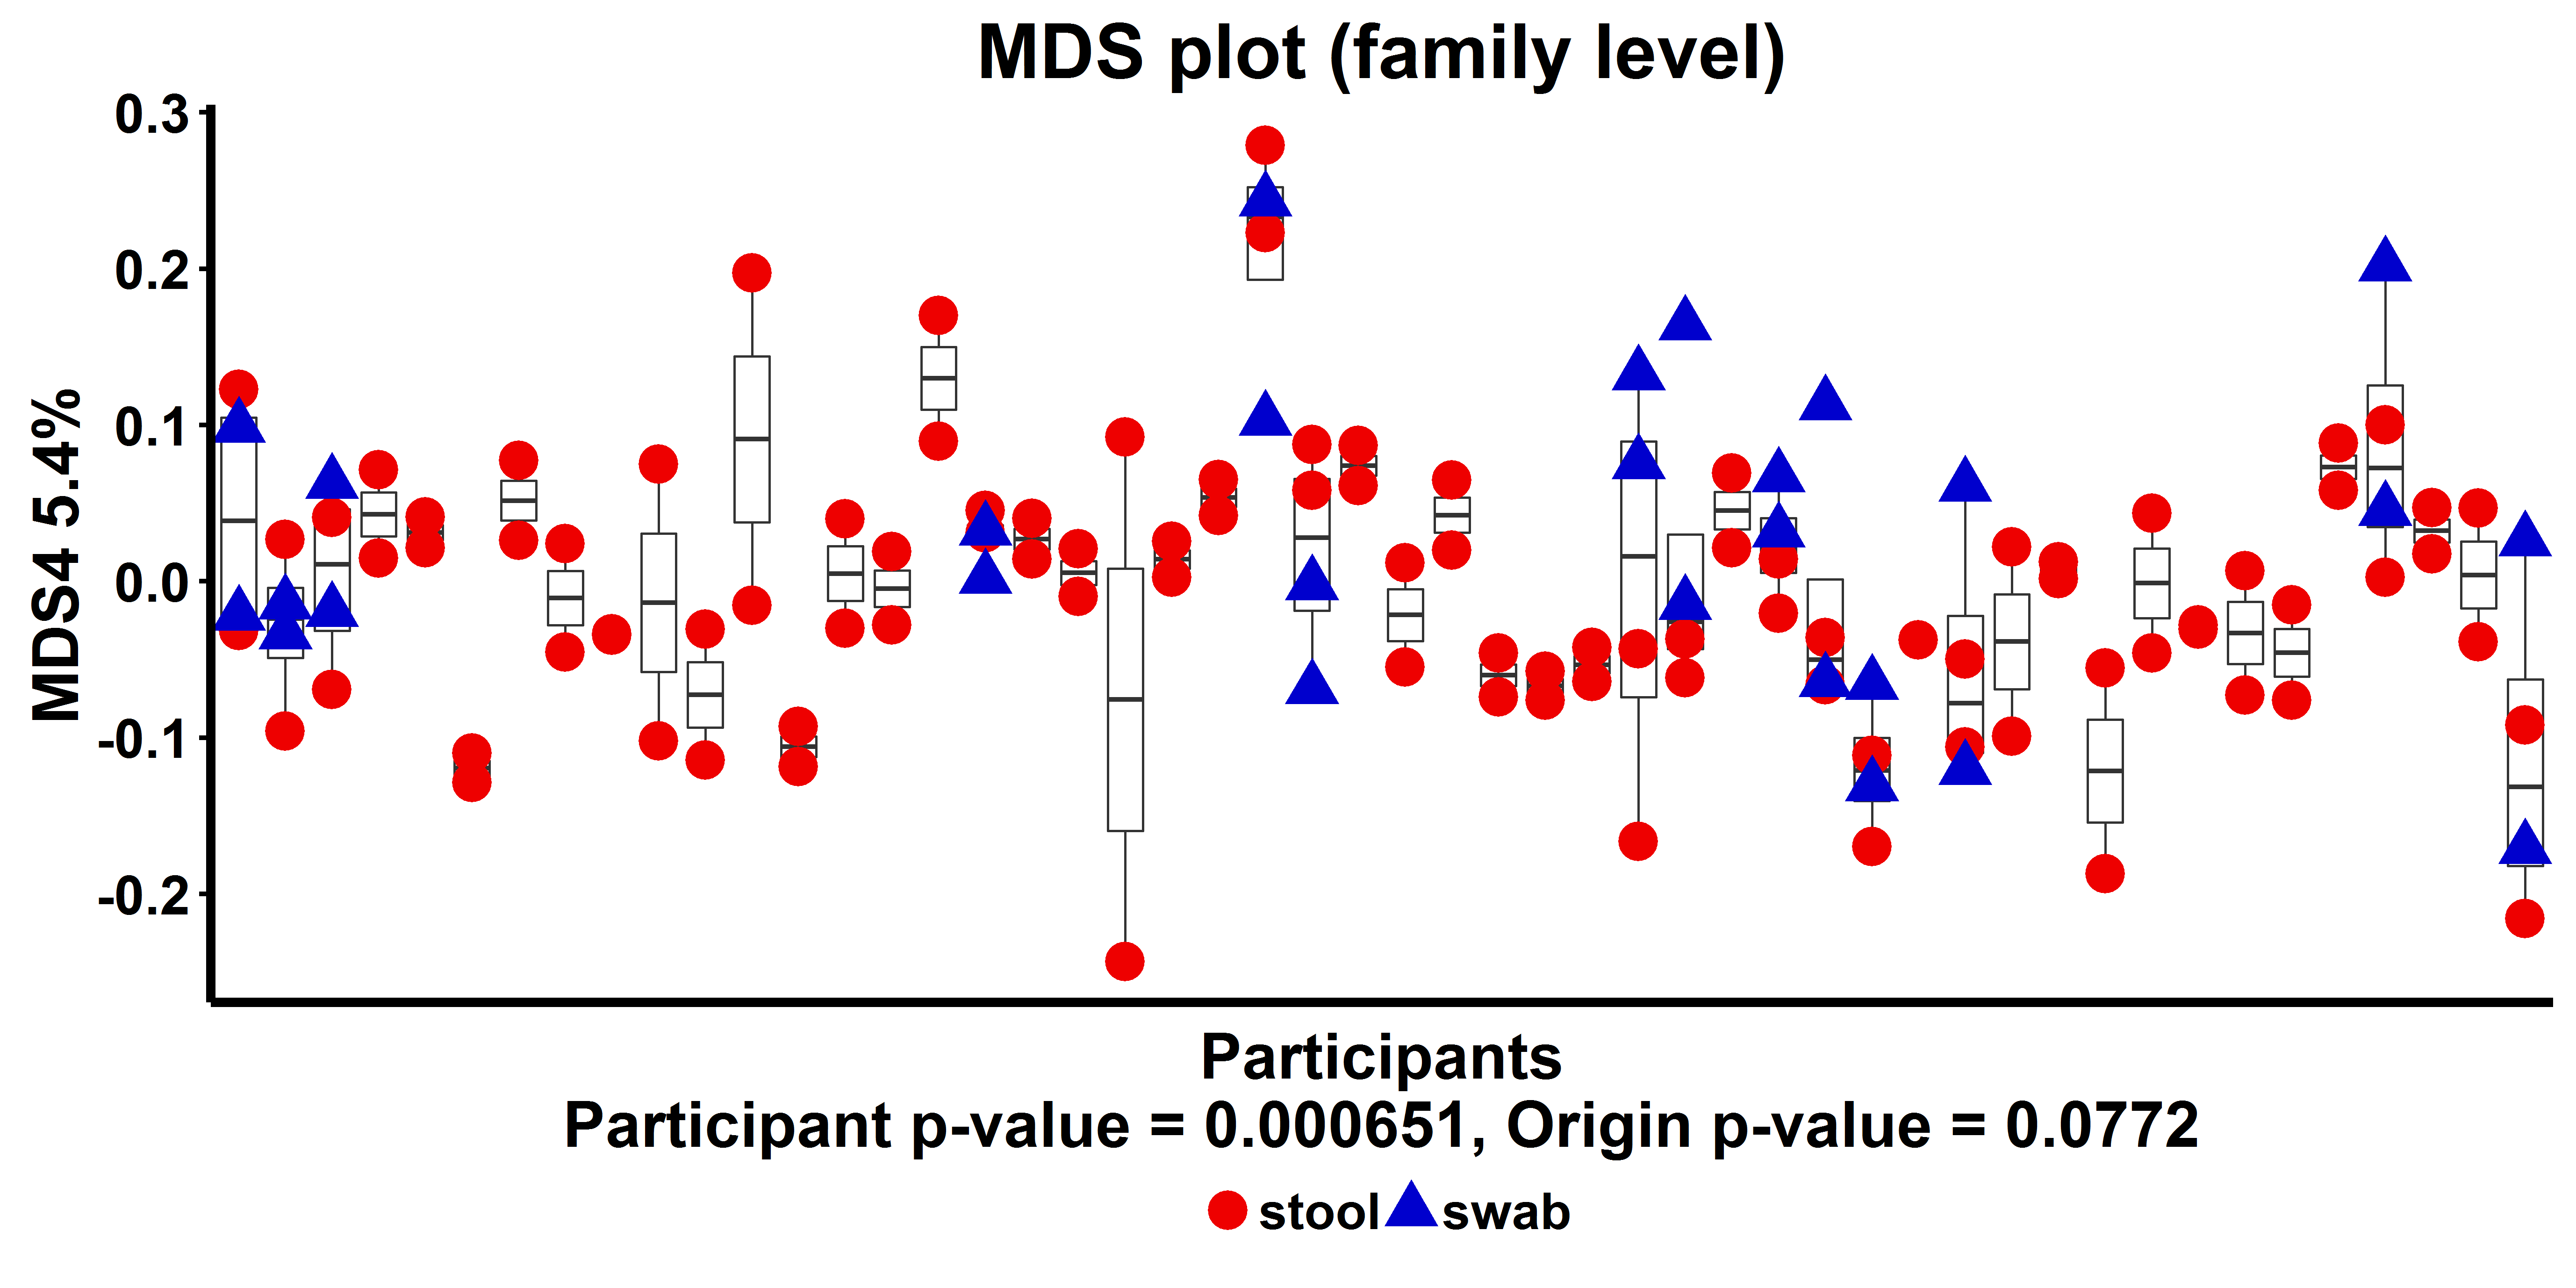 MDS plot (family level)
MDS4 5.4%
0.3
0.2
0.1
0.0
-0.1
-0.2
Participants
Participant p-value = 0.000651, Origin p-value = 0.0772
stool swab